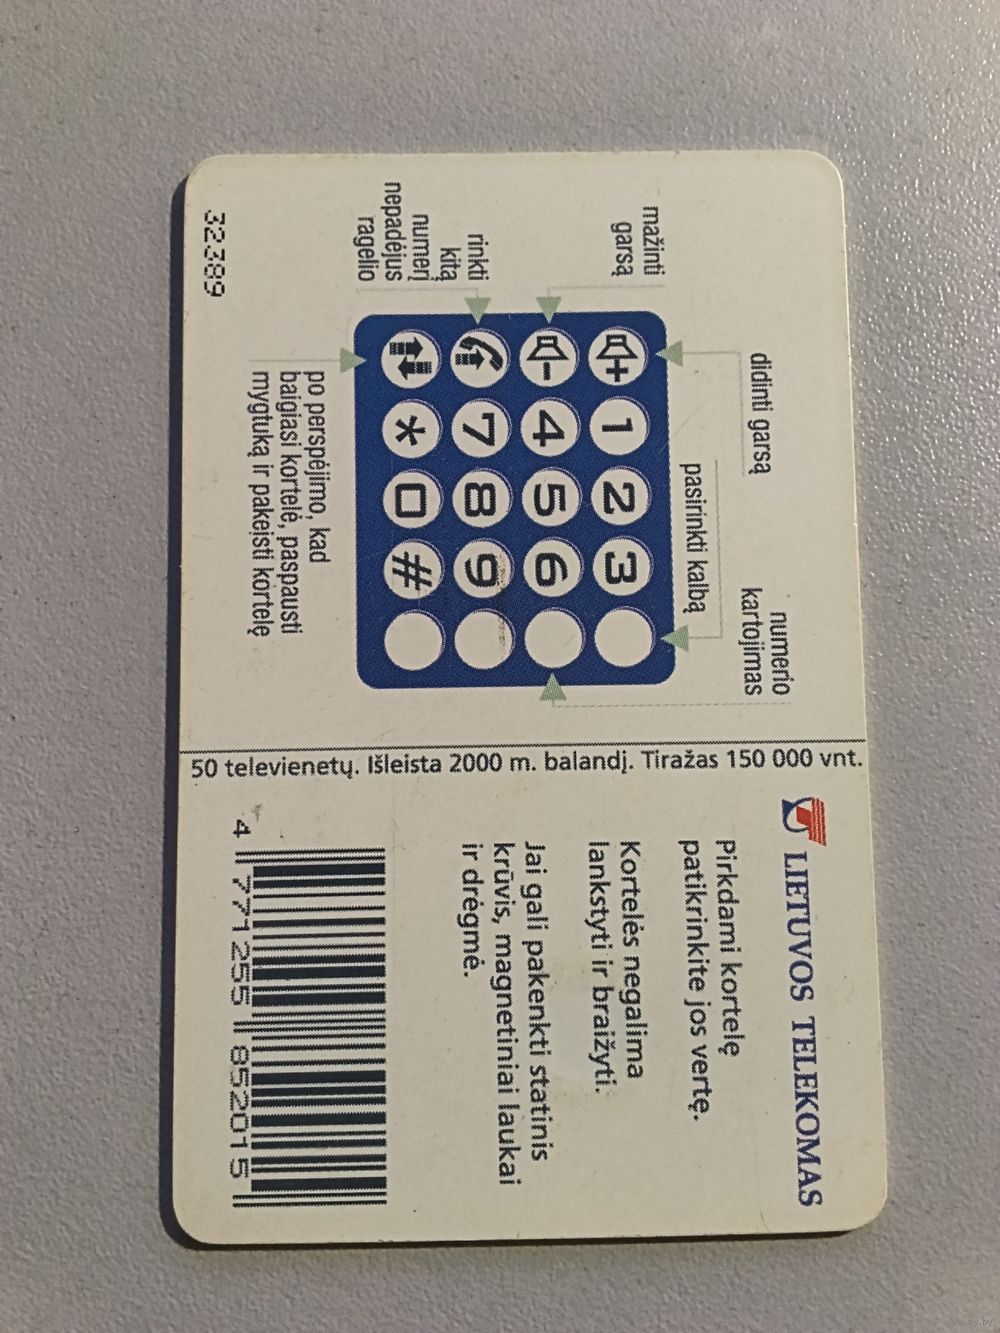 mažinti
garsą
didinti garsą
pasirinkti kalbą
numerio
kartojimas
rinkti
kitą
numerį
nepadėjus
ragelio
+ 1 2 3
- 4 5 6
7 8 9
* 0 #
po perspėjimo, kad
baigiasi kortelė, paspausti
mygtuką ir pakeisti kortelę
32389
50 televienetų. Išleista 2000 m. balandį. Tiražas 150 000 vnt.
LIETUVOS TELEKOMAS
Pirkdami kortelę
patikrinkite jos vertę.
Kortelės negalima
lankstyti ir braižyti.
Jai gali pakenkti statinis
krūvis, magnetiniai laukai
ir drėgmė.
4 771255 852015
www.ay.by